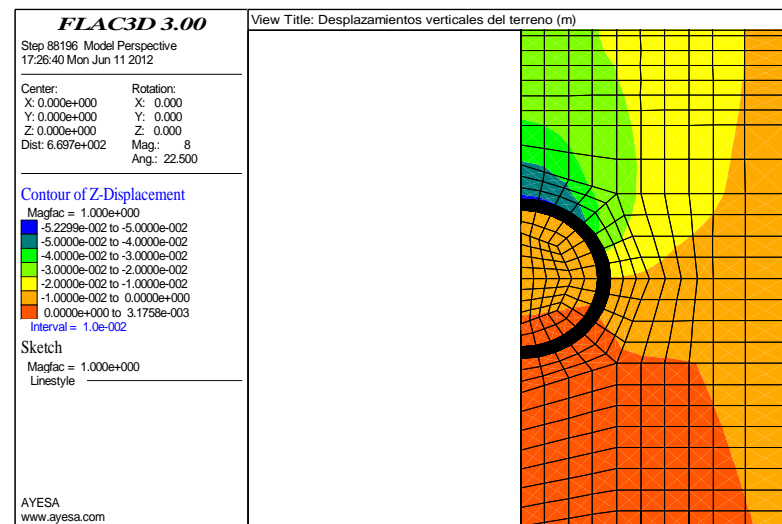 FLAC3D 3.00
Step 88196 Model Perspective
17:26:40 Mon Jun 11 2012
Center:
X: 0.000e+000
Y: 0.000e+000
Z: 0.000e+000
Dist: 6.697e+002
Rotation:
X: 0.000
Y: 0.000
Z: 0.000
Mag.: 8
Ang.: 22.500
Contour of Z-Displacement
Magfac = 1.000e+000
-5.2299e-002 to -5.0000e-002
-5.0000e-002 to -4.0000e-002
-4.0000e-002 to -3.0000e-002
-3.0000e-002 to -2.0000e-002
-2.0000e-002 to -1.0000e-002
-1.0000e-002 to 0.0000e+000
0.0000e+000 to 3.1758e-003
Interval = 1.0e-002
Sketch
Magfac = 1.000e+000
Linestyle
AYESA
www.ayesa.com
View Title: Desplazamientos verticales del terreno (m)